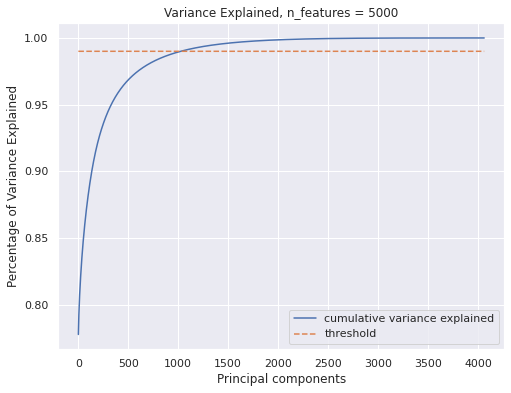 Variance Explained, n_features = 5000
Percentage of Variance Explained
1.00
0.95
0.90
0.85
0.80
cumulative variance explained
threshold
0 500 1000 1500 2000 2500 3000 3500 4000
Principal components